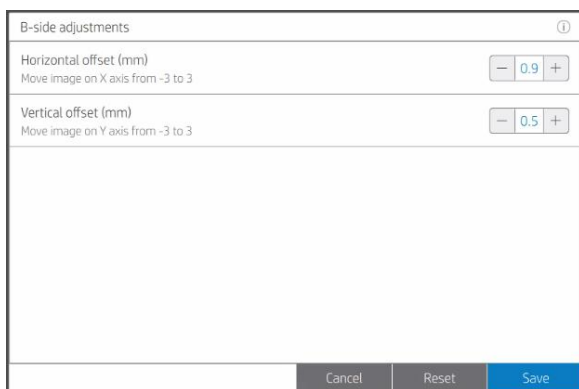 B-side adjustments
Horizontal offset (mm)
Move image on X axis from -3 to 3
− 0.9 +
Vertical offset (mm)
Move image on Y axis from -3 to 3
− 0.5 +
Cancel Reset Save